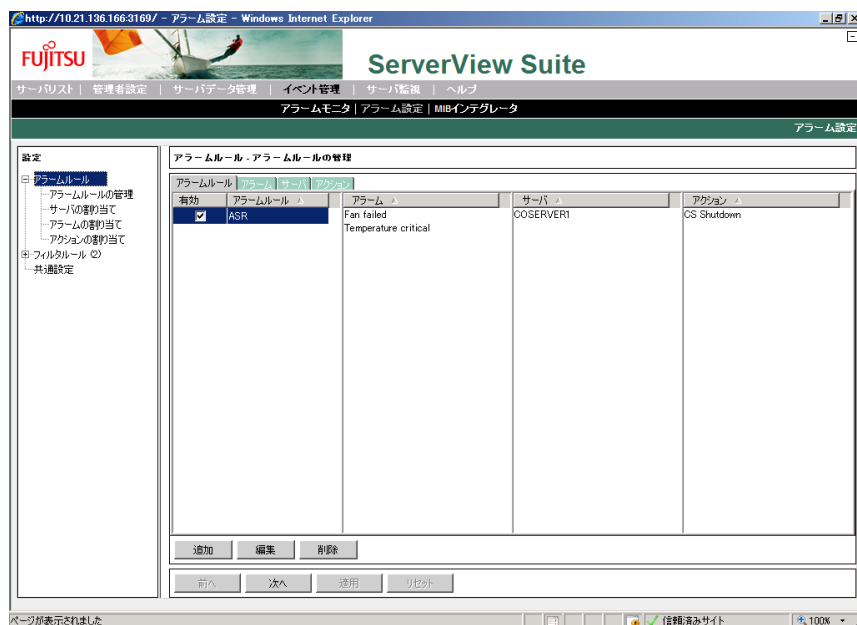 http://10.21.136.166:3169/ - アラーム設定 - Windows Internet Explorer
FUJITSU
ServerView Suite
サーバリスト | 管理者設定 | サーバデータ管理 | イベント管理 | サーバ監視 | ヘルプ
アラームモニタ | アラーム設定 | MIBインテグレータ
アラーム設定
設定
アラームルール
アラームルールの管理
サーバの割り当て
アラームの割り当て
アクションの割り当て
フィルタルール (2)
共通設定
アラームルール - アラームルールの管理
アラームルール アラーム サーバ アクション
有効 アラームルール アラーム サーバ アクション
ASR Fan failed COSERVER1 CS Shutdown
Temperature critical
追加 編集 削除
前へ 次へ 適用 リセット
ページが表示されました 信頼済みサイト 100%